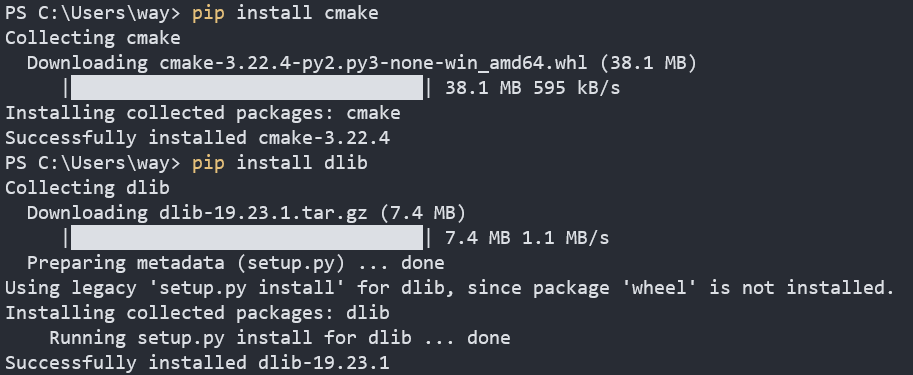 PS C:\Users\way> pip install cmake
Collecting cmake
  Downloading cmake-3.22.4-py2.py3-none-win_amd64.whl (38.1 MB)
     || 38.1 MB 595 kB/s
Installing collected packages: cmake
Successfully installed cmake-3.22.4
PS C:\Users\way> pip install dlib
Collecting dlib
  Downloading dlib-19.23.1.tar.gz (7.4 MB)
     || 7.4 MB 1.1 MB/s
  Preparing metadata (setup.py) ... done
Using legacy 'setup.py install' for dlib, since package 'wheel' is not installed.
Installing collected packages: dlib
    Running setup.py install for dlib ... done
Successfully installed dlib-19.23.1